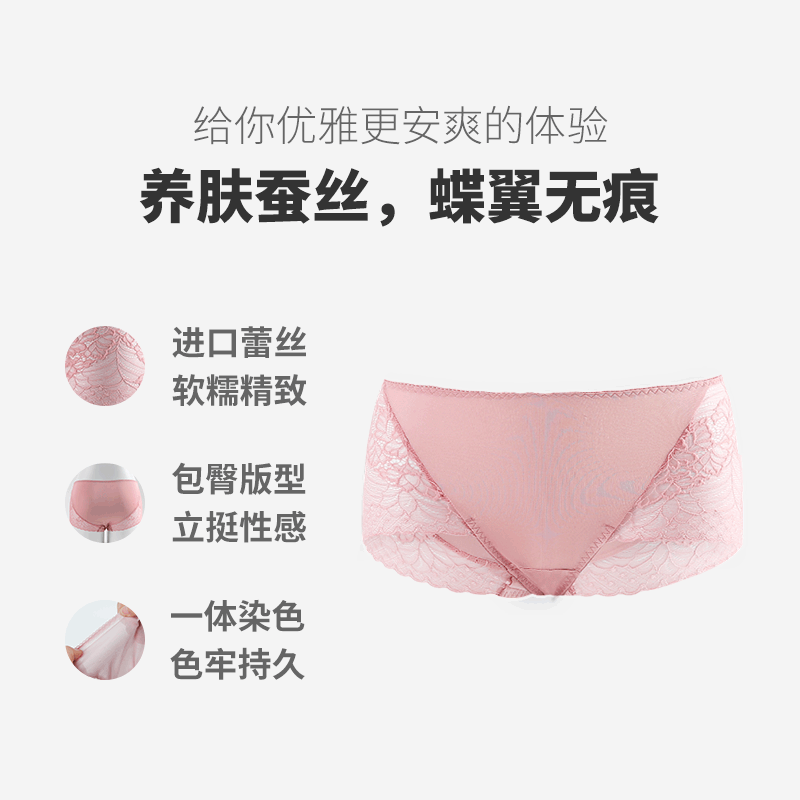 给你优雅更安爽的体验
养肤蚕丝，蝶翼无痕
进口蕾丝
软糯精致
包臀版型
立挺性感
一体染色
色牢持久